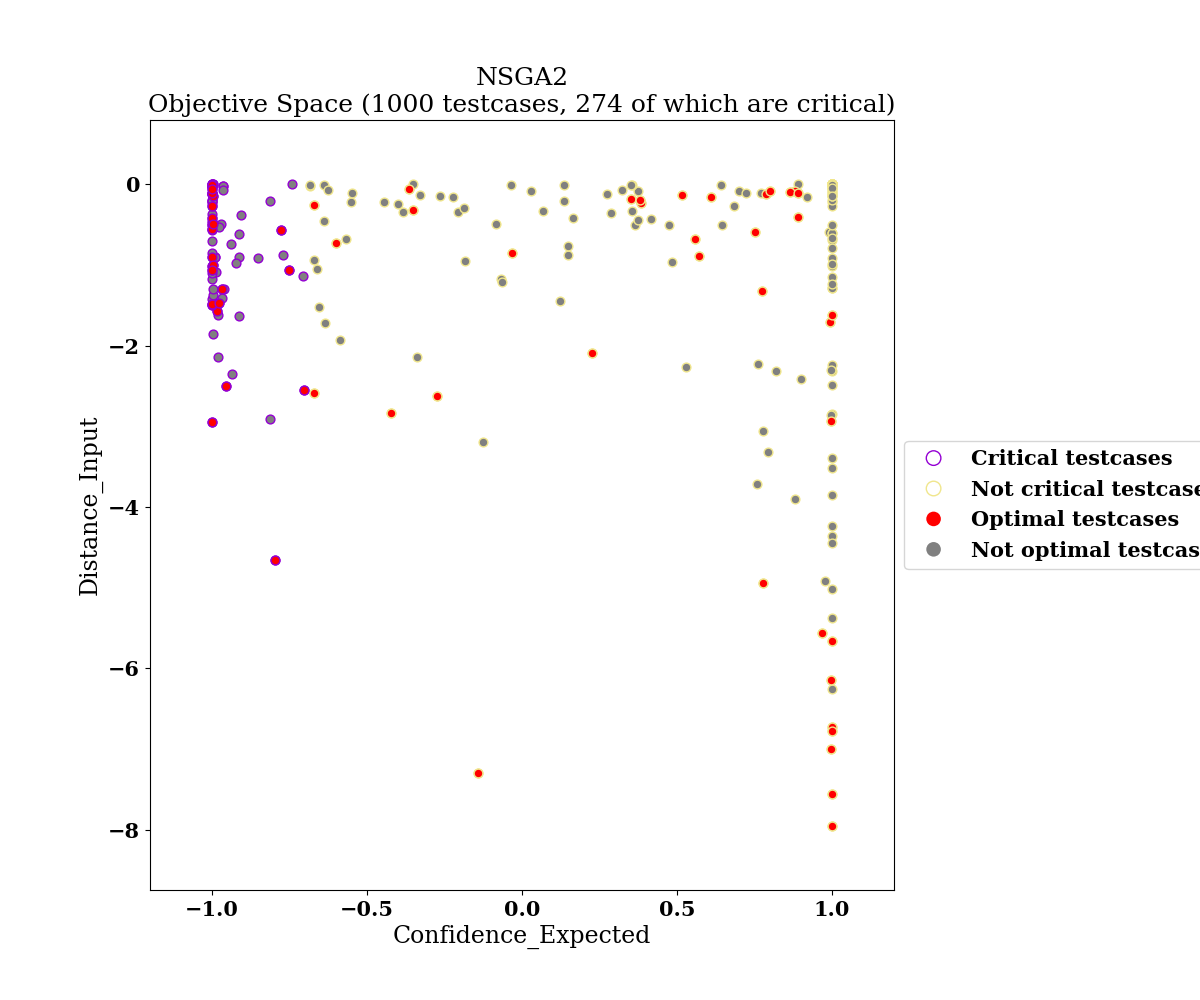 NSGA2
Objective Space (1000 testcases, 274 of which are critical)
0
−2
−4
−6
−8
Distance_Input
−1.0 −0.5 0.0 0.5 1.0
Confidence_Expected
Critical testcases
Not critical testcase
Optimal testcases
Not optimal testcas